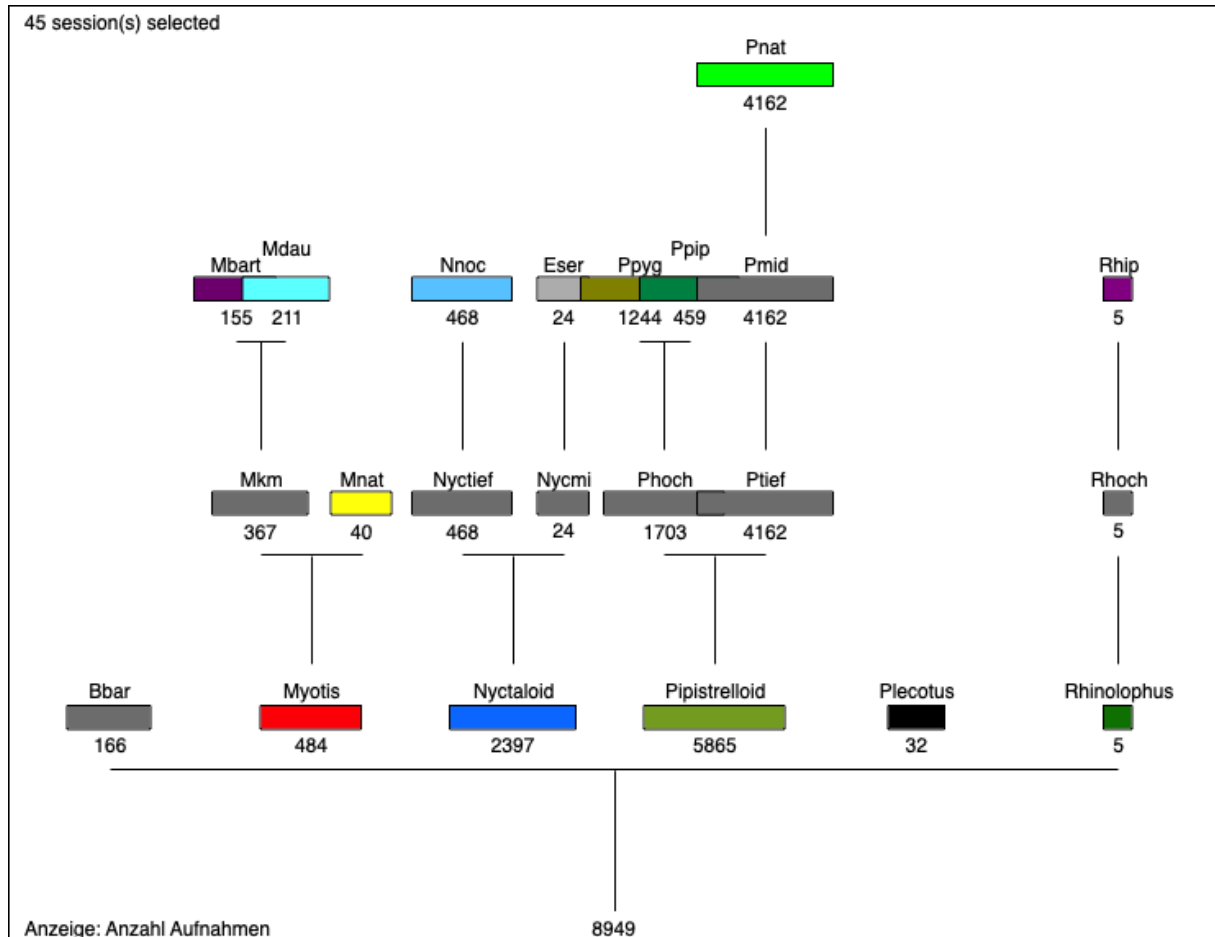 45 session(s) selected
Pnat
4162
Mdau Ppip
Mbart Nnoc Eser Ppyg Pmid Rhip
155 211 468 24 1244 459 4162 5
Mkm Mnat Nyctief Nycmi Phoch Ptief Rhoch
367 40 468 24 1703 4162 5
Bbar Myotis Nyctaloid Pipistrelloid Plecotus Rhinolophus
166 484 2397 5865 32 5
Anzeige: Anzahl Aufnahmen 8949